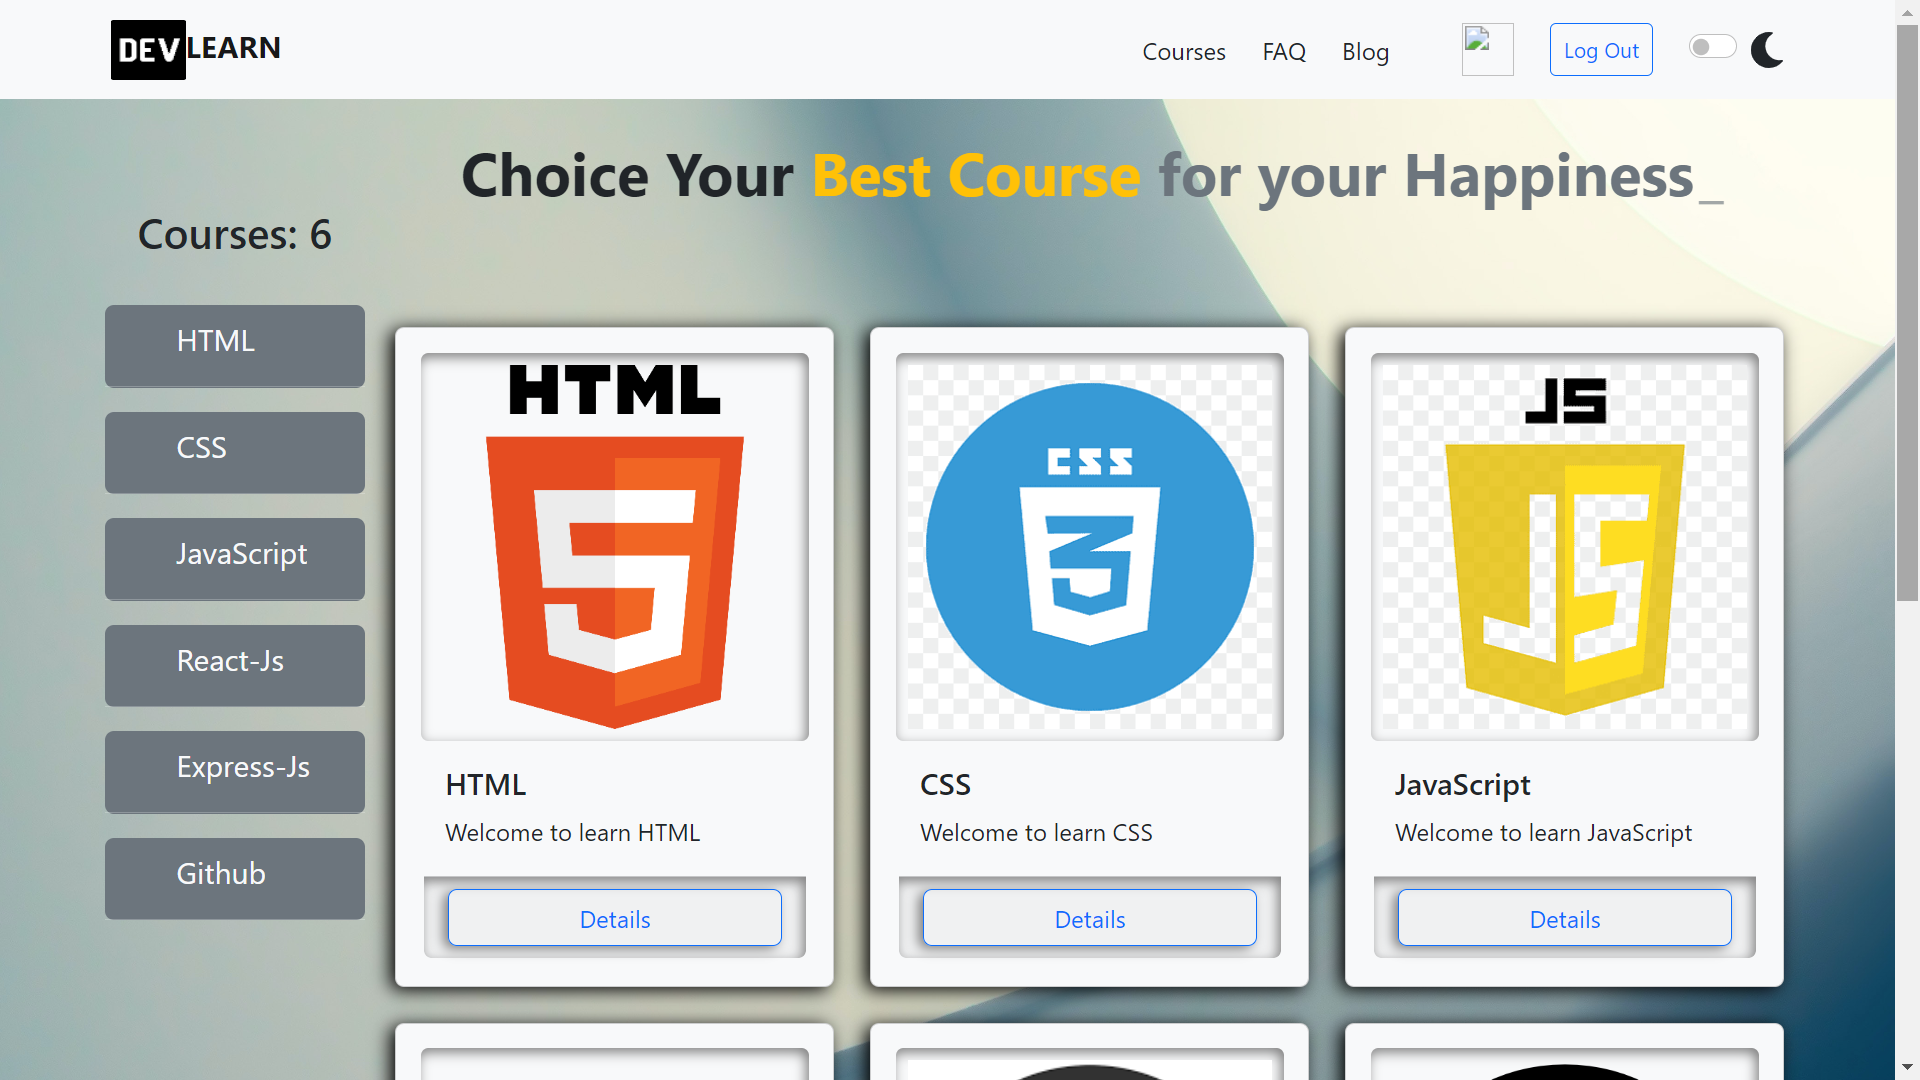 DEV LEARN
Courses FAQ Blog Log Out
Choice Your Best Course for your Happiness_
Courses: 6
HTML
CSS
JavaScript
React-Js
Express-Js
Github
HTML
HTML
Welcome to learn HTML
Details
CSS
CSS
Welcome to learn CSS
Details
JS
JS
JavaScript
Welcome to learn JavaScript
Details